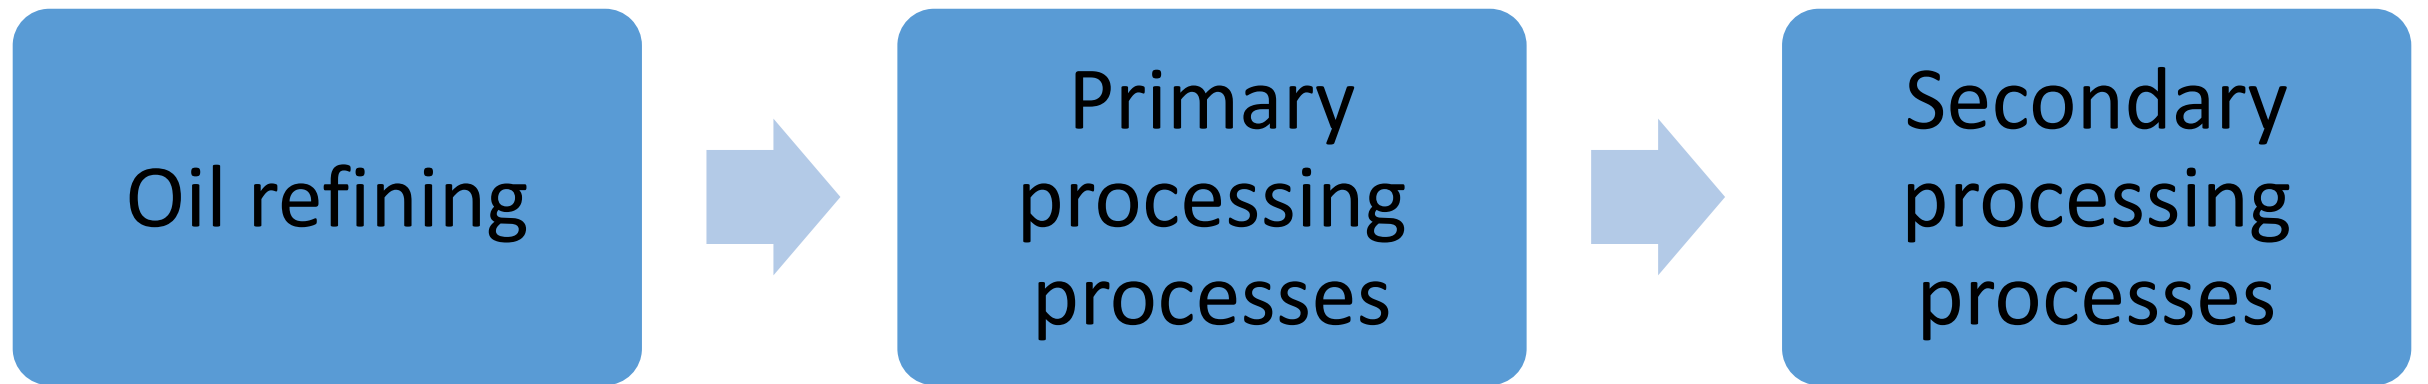 Oil refining
Primary
processing
processes
Secondary
processing
processes